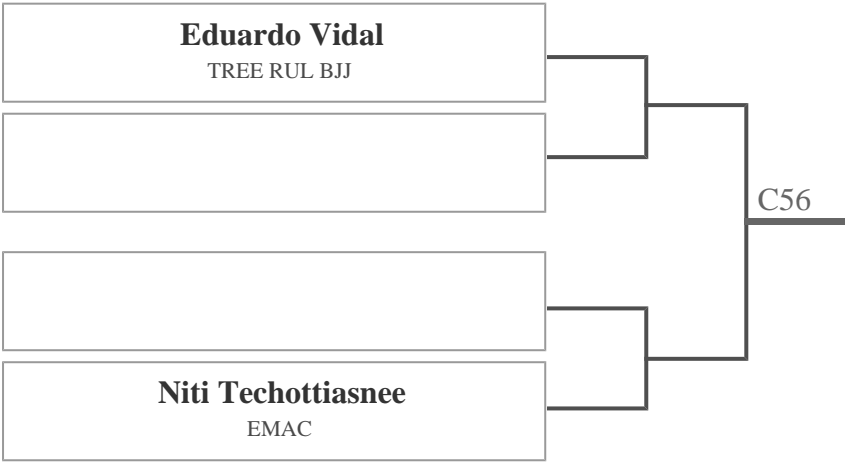 Eduardo Vidal
TREE RUL BJJ
C56
Niti Techottiasnee
EMAC